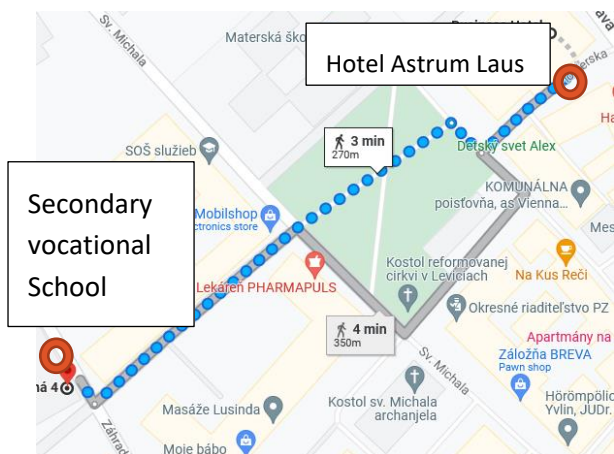 Sv. Michala
Materská ško
Hotel Astrum Laus
SOŠ služieb
3 min
270m
Detský svet Alex
KOMUNÁLNA
poisťovňa, as Vienna...
Secondary
vocational
School
Mobilshop
ctronics store
Kostol reformovanej
cirkvi v Leviciach
Na Kus Reči
Lekáreň PHARMAPULS
Okresné riaditeľstvo PZ
4 min
350m
Apartmány na
Sv. Michala
Záložňa BREVA
Pawn shop
ná 4
Kostol sv. Michala
archanjela
Hörömpölic
Yvlin, JUDr.
Masáže Lusinda
Záhrad
Moje bábo